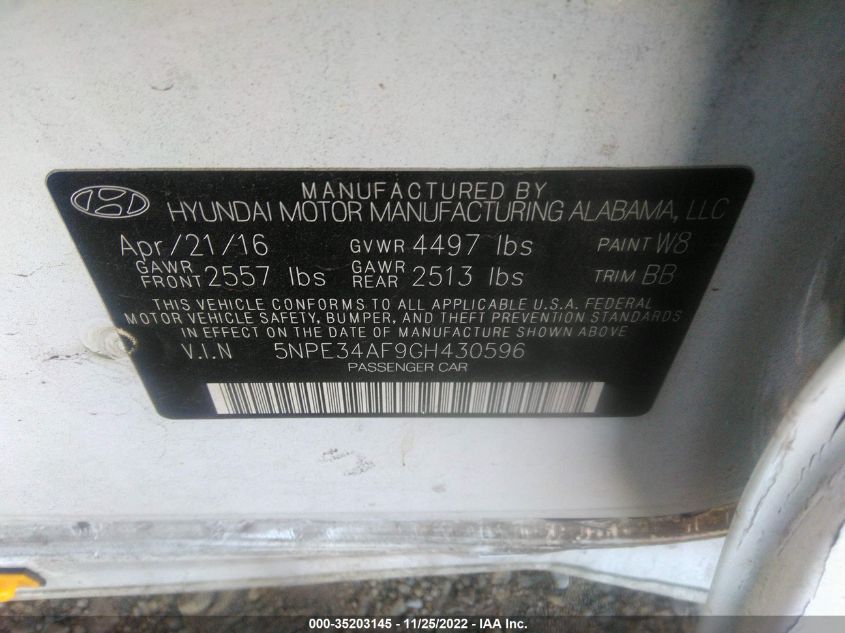 MANUFACTURED BY
HYUNDAI MOTOR MANUFACTURING ALABAMA, LLC
Apr/21/16 GVWR 4497 lbs PAINT W8
GAWR FRONT 2557 lbs GAWR REAR 2513 lbs TRIM BB
THIS VEHICLE CONFORMS TO ALL APPLICABLE U.S.A. FEDERAL
MOTOR VEHICLE SAFETY, BUMPER, AND THEFT PREVENTION STANDARDS
IN EFFECT ON THE DATE OF MANUFACTURE SHOWN ABOVE
V.I.N 5NPE34AF9GH430596
PASSENGER CAR
000-35203145 - 11/25/2022 - IAA Inc.